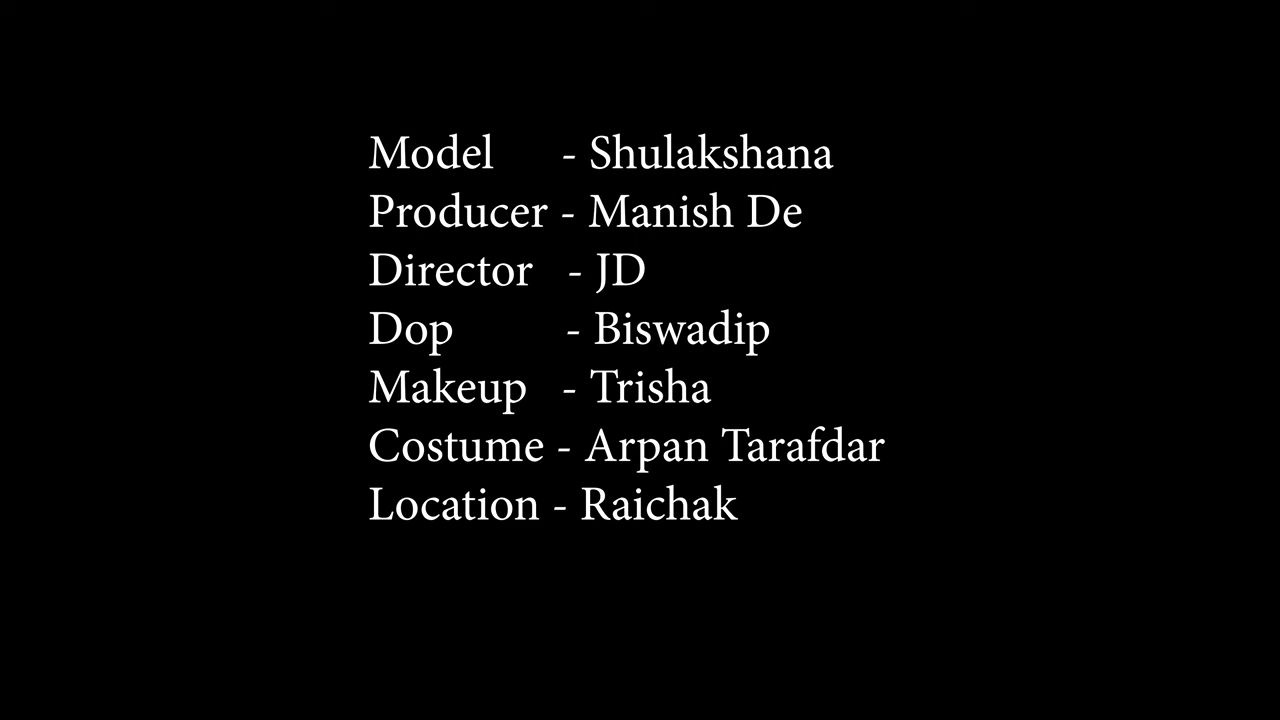 Model - Shulakshana
Producer - Manish De
Director - JD
Dop - Biswadip
Makeup - Trisha
Costume - Arpan Tarafdar
Location - Raichak